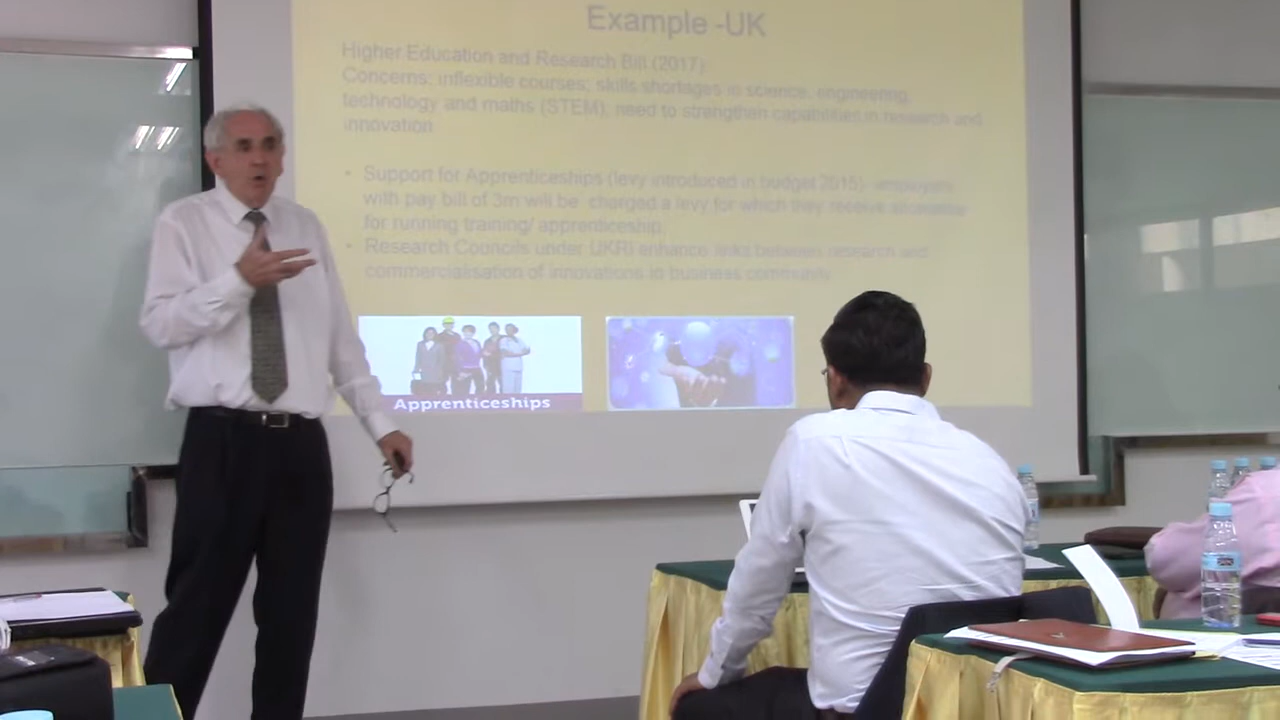 Example -UK
Higher Education and Research Bill (2017)
Concerns: inflexible courses; skills shortages in science, engineering,
technology and maths (STEM), need to strengthen capabilities in research and
innovation
• Support for Apprenticeships (levy introduced in budget 2015)- employers
with pay bill of 3m will be charged a levy for which they receive
for running training/ apprenticeship.
• Research Councils under UKRI enhance links between research and
commercialisation of innovations to business community
Apprenticeships